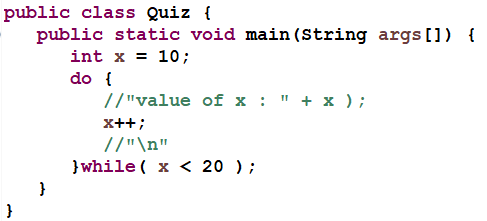 public class Quiz {
public static void main(String args[]) {
int x = 10;
do {
//"value of x : " + x );
x++;
//"\n"
}while( x < 20 );
}
}